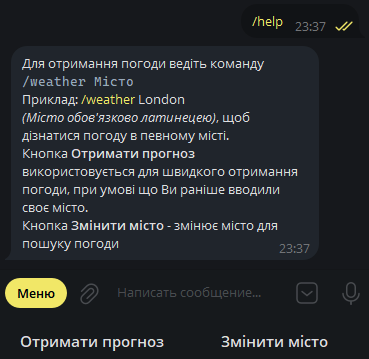 /help 23:37
Для отримання погоди ведіть команду
/weather Місто
Приклад: /weather London
(Місто обов'язково латинецею), щоб
дізнатися погоду в певному місті.
Кнопка Отримати прогноз
використовується для швидкого отримання
погоди, при умові що Ви раніше вводили
своє місто.
Кнопка Змінити місто - змінює місто для
пошуку погоди
23:37
Меню Написать сообщение...
Отримати прогноз Змінити місто